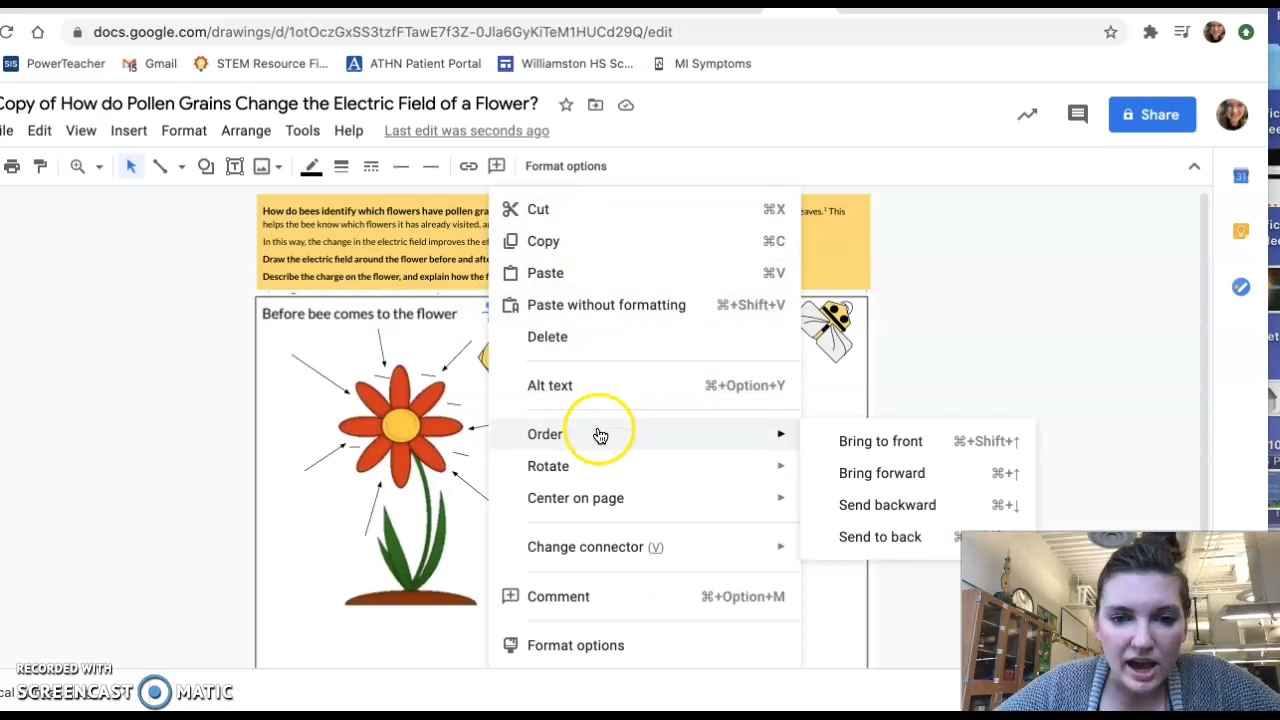 docs.google.com/drawings/d/1otOczGxSS3tzfFTawE7f3Z-0Jla6GyKiTeM1HUCd29Q/edit
SIS PowerTeacher Gmail STEM Resource Fi... A ATHN Patient Portal Williamston HS Sc... MI Symptoms
Copy of How do Pollen Grains Change the Electric Field of a Flower?
ile Edit View Insert Format Arrange Tools Help Last edit was seconds ago
Share
Format options
31
How do bees identify which flowers have pollen gra
eaves.¹ This
helps the bee know which flowers it has already visited, a
In this way, the change in the electric field improves the ef
Draw the electric field around the flower before and afte
Describe the charge on the flower, and explain how the f
Before bee comes to the flower
Cut ⌘X
Copy ⌘C
Paste ⌘V
Paste without formatting ⌘+Shift+V
Delete
Alt text ⌘+Option+Y
Order
Rotate
Center on page
Change connector (V)
Comment ⌘+Option+M
Format options
Bring to front ⌘+Shift+↑
Bring forward ⌘+↑
Send backward ⌘+↓
Send to back
RECORDED WITH
SCREENCAST MATIC